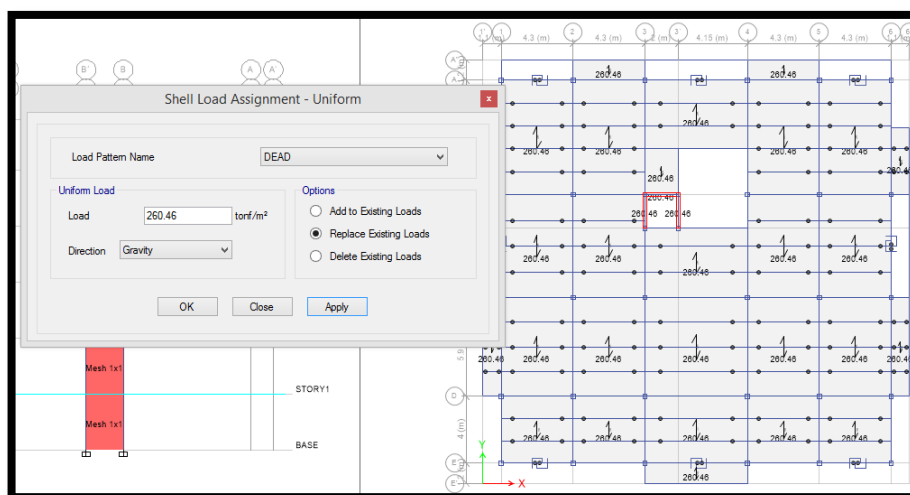 Shell Load Assignment - Uniform
x
Load Pattern Name
DEAD
Uniform Load
Load
260.46
tonf/m²
Direction
Gravity
Options
Add to Existing Loads
Replace Existing Loads
Delete Existing Loads
OK
Close
Apply
B' B A A'
Mesh 1x1
STORY1
Mesh 1x1
BASE
1' 1 2 3 3' 4 5 6
4.3 (m) 4.3 (m) 4.15 (m) 4.3 (m) 4.3 (m)
A'
260.46 260.46
260.46
260.46 260.46 260.46 260.46
260.46 260.46
260.46
260.46 260.46
260.46 260.46 260.46 260.46
260.46
260.46 260.46 260.46 260.46 260.46 260.46
5.9
D
4 (m)
260.46 260.46 260.46 260.46 260.46
E
E'
260.46
Y
X